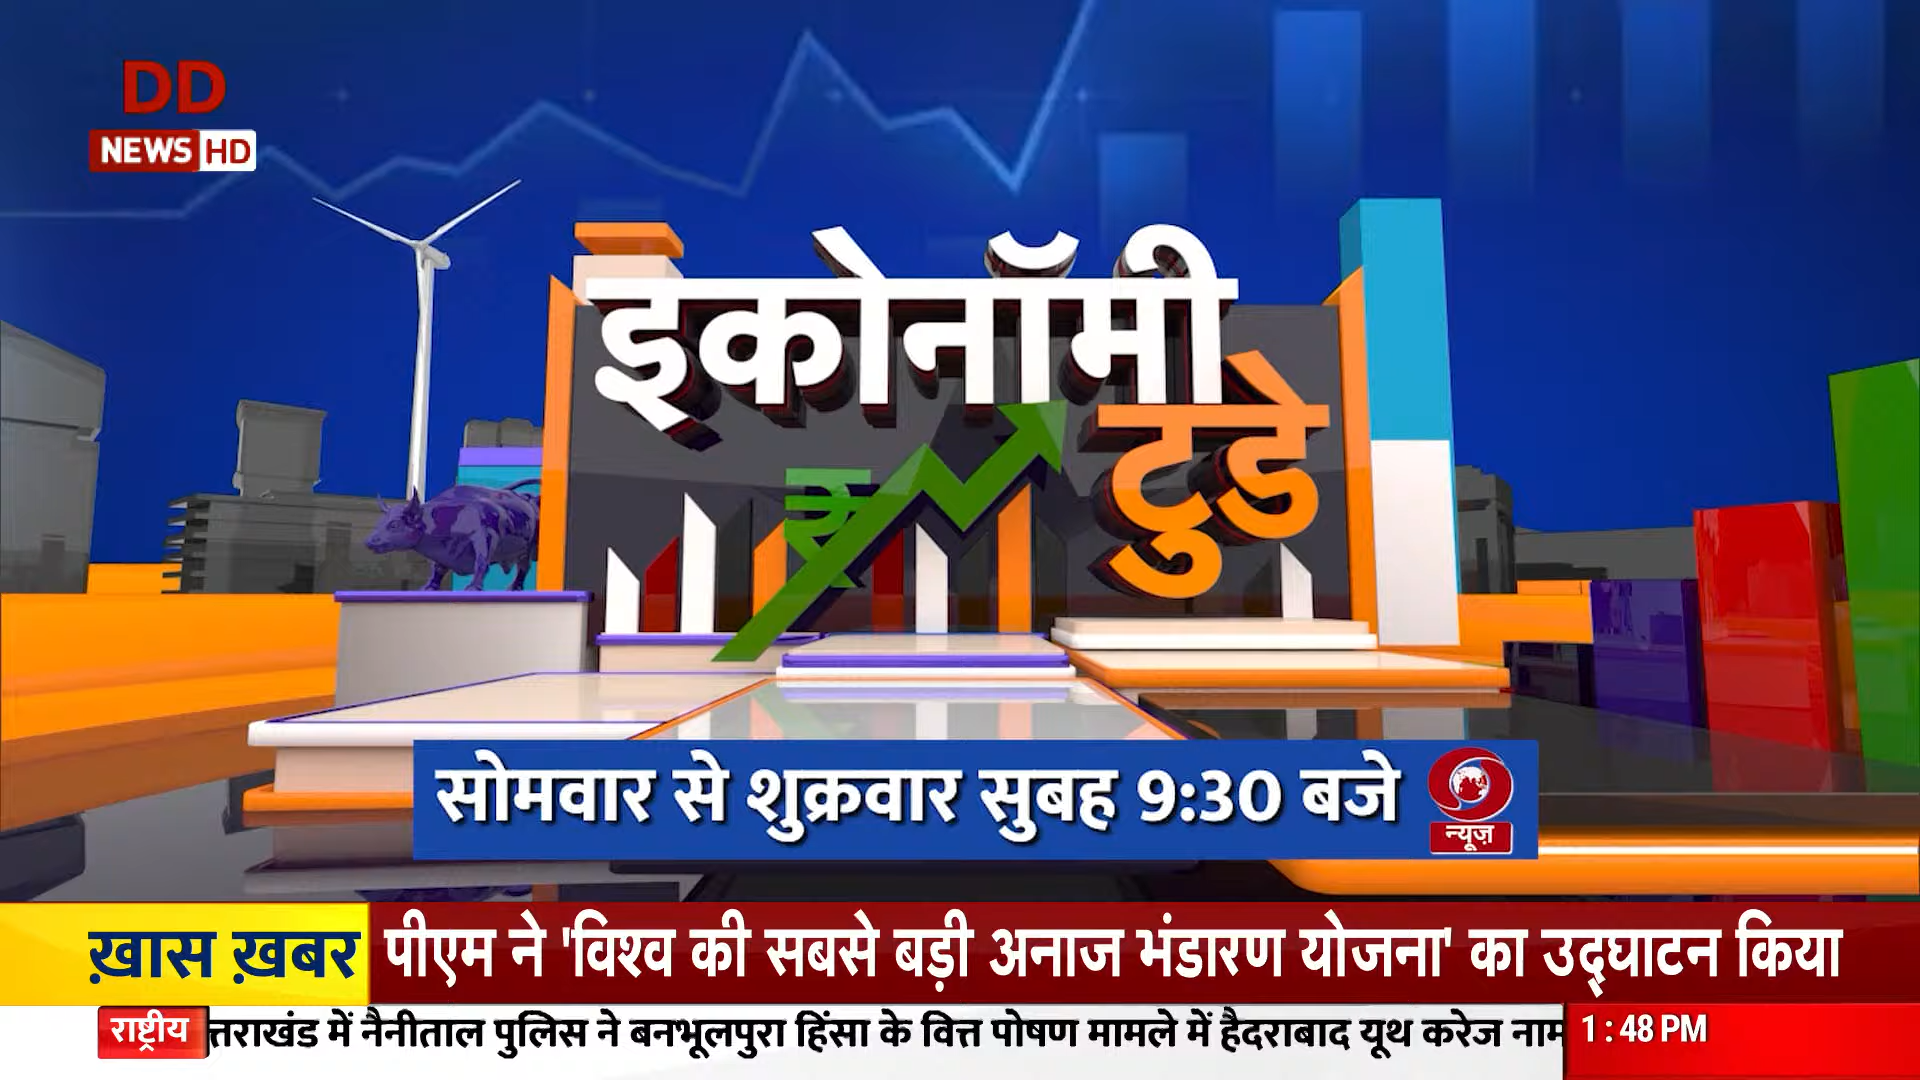 DD
NEWS HD
इकोनॉमी
टुडे
सोमवार से शुक्रवार सुबह 9:30 बजे
न्यूज़
ख़ास ख़बर
पीएम ने 'विश्व की सबसे बड़ी अनाज भंडारण योजना' का उद्घाटन किया
राष्ट्रीय
त्तराखंड में नैनीताल पुलिस ने बनभूलपुरा हिंसा के वित्त पोषण मामले में हैदराबाद यूथ करेज नाम
1:48 PM